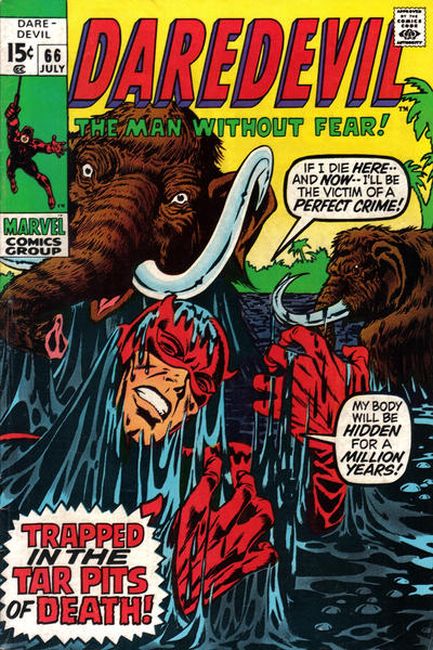 DARE-
DEVIL
15¢
66
JULY
CC
DAREDEVIL
THE MAN WITHOUT FEAR!
TM
APPROVED
BY THE
COMICS
CODE
AUTHORITY
MARVEL
COMICS
GROUP
IF I DIE HERE--
AND NOW--I'LL BE
THE VICTIM OF A
PERFECT CRIME!
MY BODY
WILL BE
HIDDEN
FOR A
MILLION
YEARS!
TRAPPED
IN THE
TAR PITS
OF DEATH!